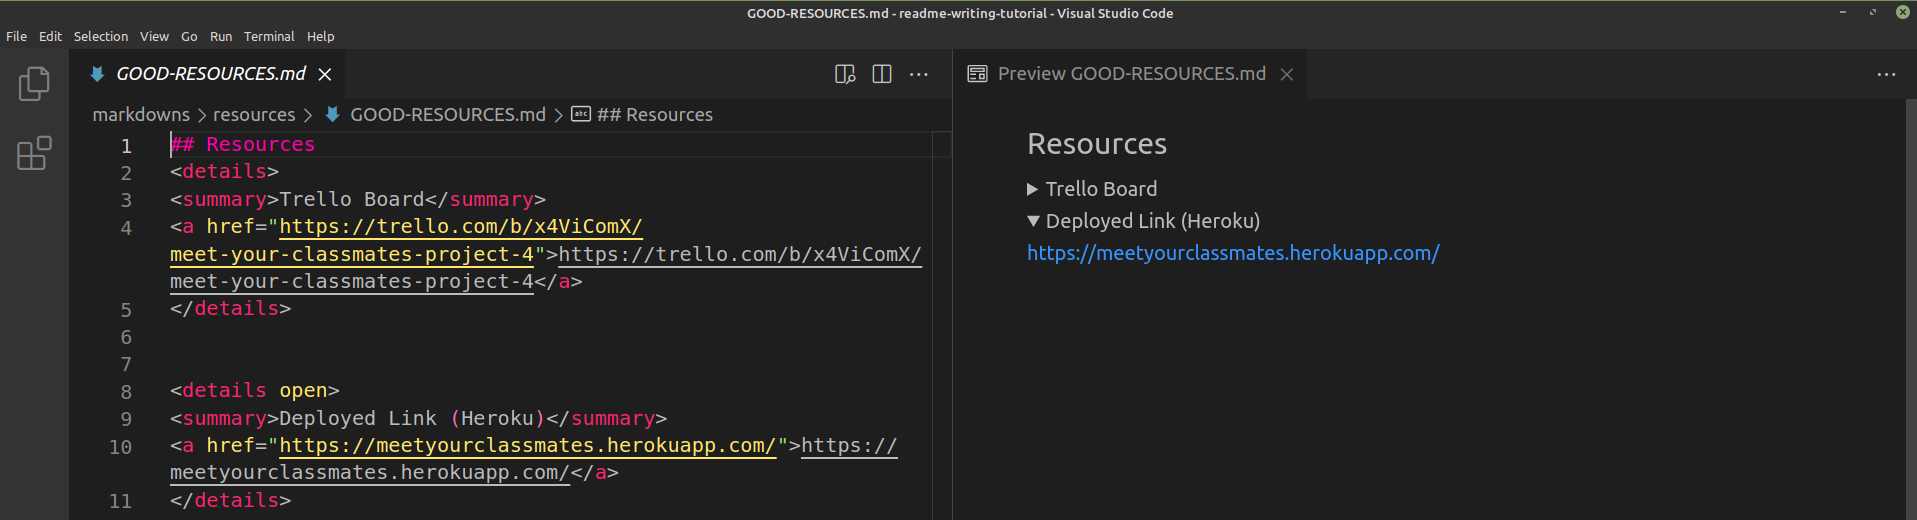 GOOD-RESOURCES.md - readme-writing-tutorial - Visual Studio Code
File Edit Selection View Go Run Terminal Help
GOOD-RESOURCES.md
markdowns > resources > GOOD-RESOURCES.md > abc ## Resources
1 ## Resources
2 <details>
3 <summary>Trello Board</summary>
4 <a href="https://trello.com/b/x4ViComX/
meet-your-classmates-project-4">https://trello.com/b/x4ViComX/
meet-your-classmates-project-4</a>
5 </details>
6
7
8 <details open>
9 <summary>Deployed Link (Heroku)</summary>
10 <a href="https://meetyourclassmates.herokuapp.com/">https://
meetyourclassmates.herokuapp.com/</a>
11 </details>
Preview GOOD-RESOURCES.md
Resources
Trello Board
Deployed Link (Heroku)
https://meetyourclassmates.herokuapp.com/